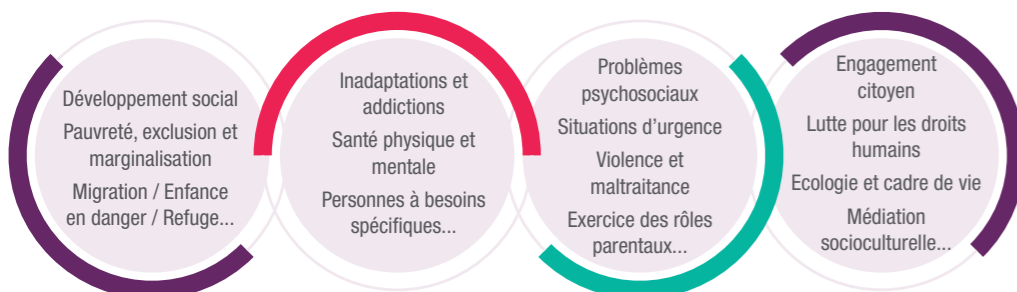 Développement social
Pauvreté, exclusion et
marginalisation
Migration / Enfance
en danger / Refuge...
Inadaptations et
addictions
Santé physique et
mentale
Personnes à besoins
spécifiques...
Problèmes
psychosociaux
Situations d’urgence
Violence et
maltraitance
Exercice des rôles
parentaux...
Engagement
citoyen
Lutte pour les droits
humains
Ecologie et cadre de vie
Médiation
socioculturelle...